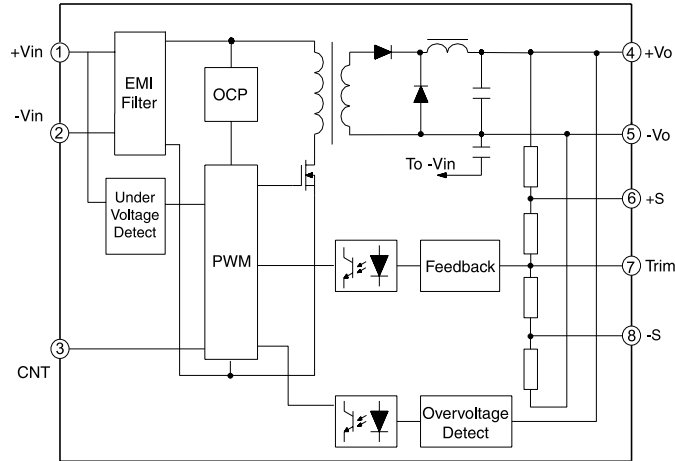 +Vin
1
EMI
Filter
OCP
4
+Vo
-Vin
2
5
-Vo
To -Vin
Under
Voltage
Detect
6
+S
PWM
Feedback
7
Trim
3
CNT
8
-S
Overvoltage
Detect